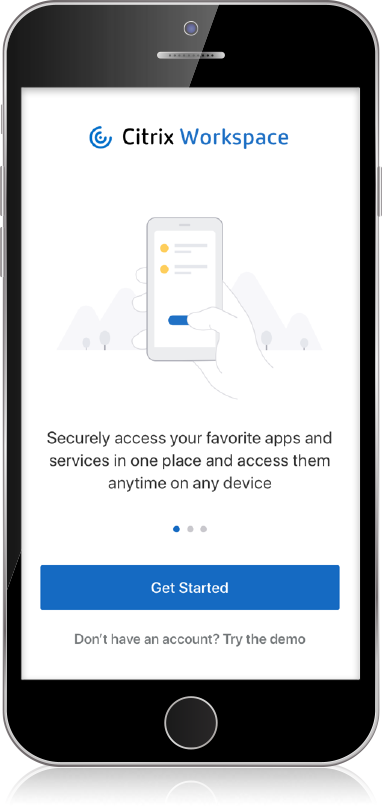 Citrix Workspace
Securely access your favorite apps and
services in one place and access them
anytime on any device
Get Started
Don't have an account? Try the demo